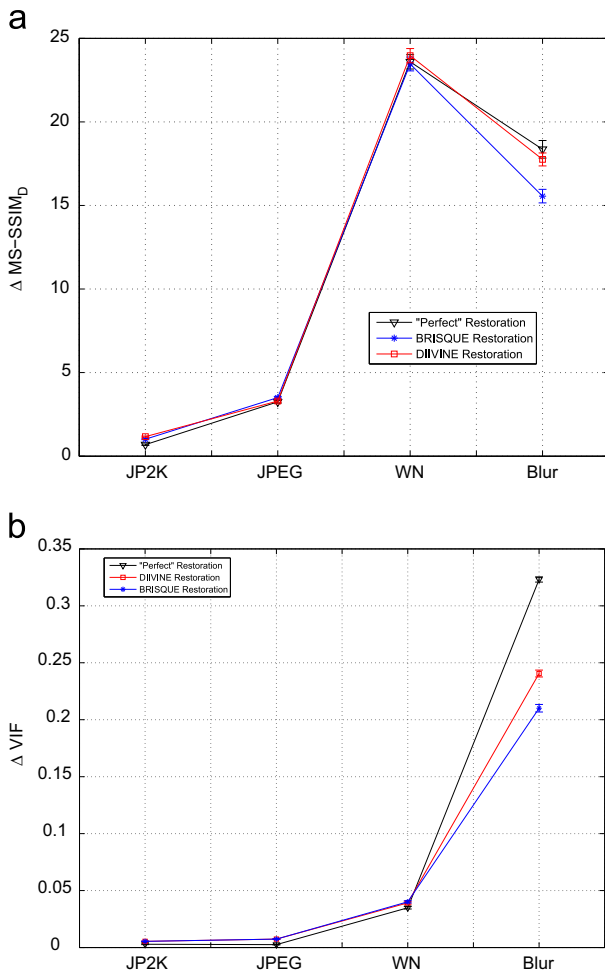 a
25
20
15
10
5
0
Δ MS-SSIM_D
"Perfect" Restoration
BRISQUE Restoration
DIIVINE Restoration
JP2K JPEG WN Blur
b
0.35
0.3
0.25
0.2
0.15
0.1
0.05
0
Δ VIF
"Perfect" Restoration
DIIVINE Restoration
BRISQUE Restoration
JP2K JPEG WN Blur